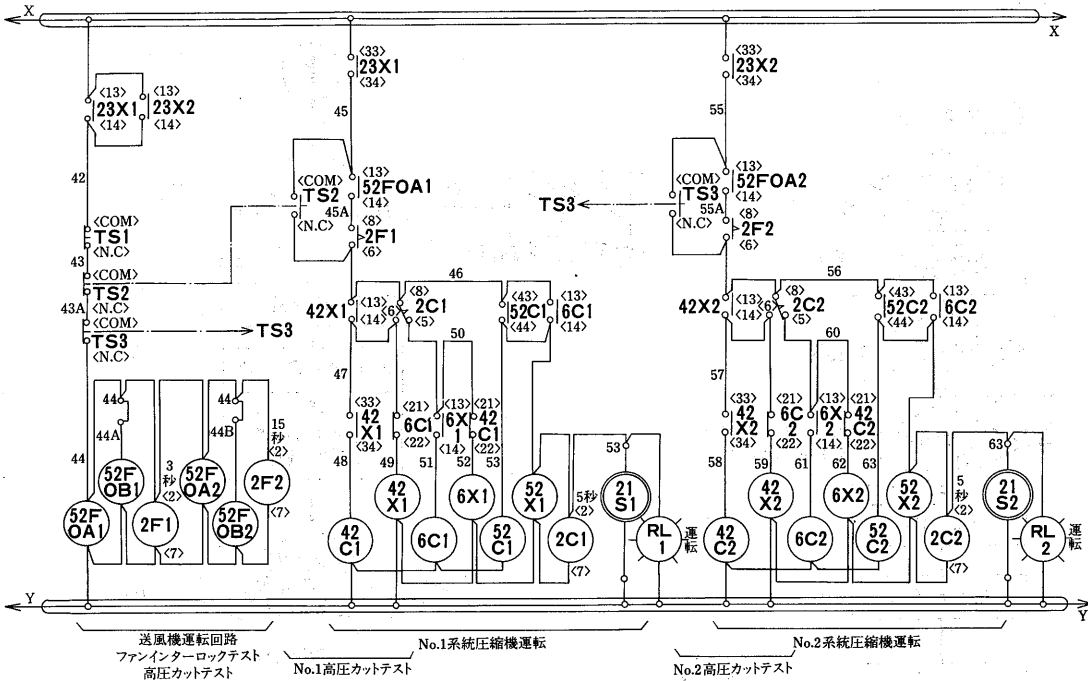 X
X
<13>
23X1
<14>
<13>
23X2
<14>
42
<COM>
TS1
<N.C>
43
<COM>
TS2
<N.C>
43A
<COM>
TS3
<N.C>
TS3
44
44
44A
44
44B
15
秒
<2>
3
秒
<2>
52F
OA1
52F
OB1
2F1
<7>
52F
OA2
52F
OB2
2F2
<7>
<33>
23X1
<34>
45
<COM>
TS2
<N.C>
<13>
52FOA1
<14>
45A
<8>
2F1
<6>
46
42X1
<13>
<14>
<8>
6
2C1
<5>
<43>
52C1
<44>
<13>
6C1
<14>
50
47
<33>
42
X1
<34>
<21>
6C1
<22>
<13>
6X
1
<14>
<21>
42
C1
<22>
48
49
51
52
53
53
42
C1
42
X1
6C1
6X1
52
C1
52
X1
5秒
<2>
2C1
<7>
21
S1
RL
1
運
転
<33>
23X2
<34>
55
TS3
<COM>
TS3
<N.C>
<13>
52FOA2
<14>
55A
<8>
2F2
<6>
56
42X2
<13>
<14>
<8>
6
2C2
<5>
<43>
52C2
<44>
<13>
6C2
<14>
60
57
<33>
42
X2
<34>
<21>
6C
2
<22>
<13>
6X
2
<14>
<21>
42
C2
<22>
58
59
61
62
63
63
42
C2
42
X2
6C2
6X2
52
C2
52
X2
5
秒
<2>
2C2
<7>
21
S2
RL
2
運
転
Y
Y
送風機運転回路
ファンインターロックテスト
高圧カットテスト
No.1系統圧縮機運転
No.1高圧カットテスト
No.2系統圧縮機運転
No.2高圧カットテスト